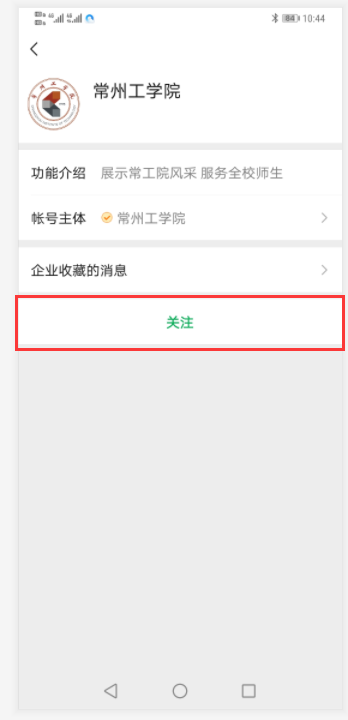 10:44
常州工学院
功能介绍 展示常工院风采 服务全校师生
帐号主体 常州工学院
企业收藏的消息
关注